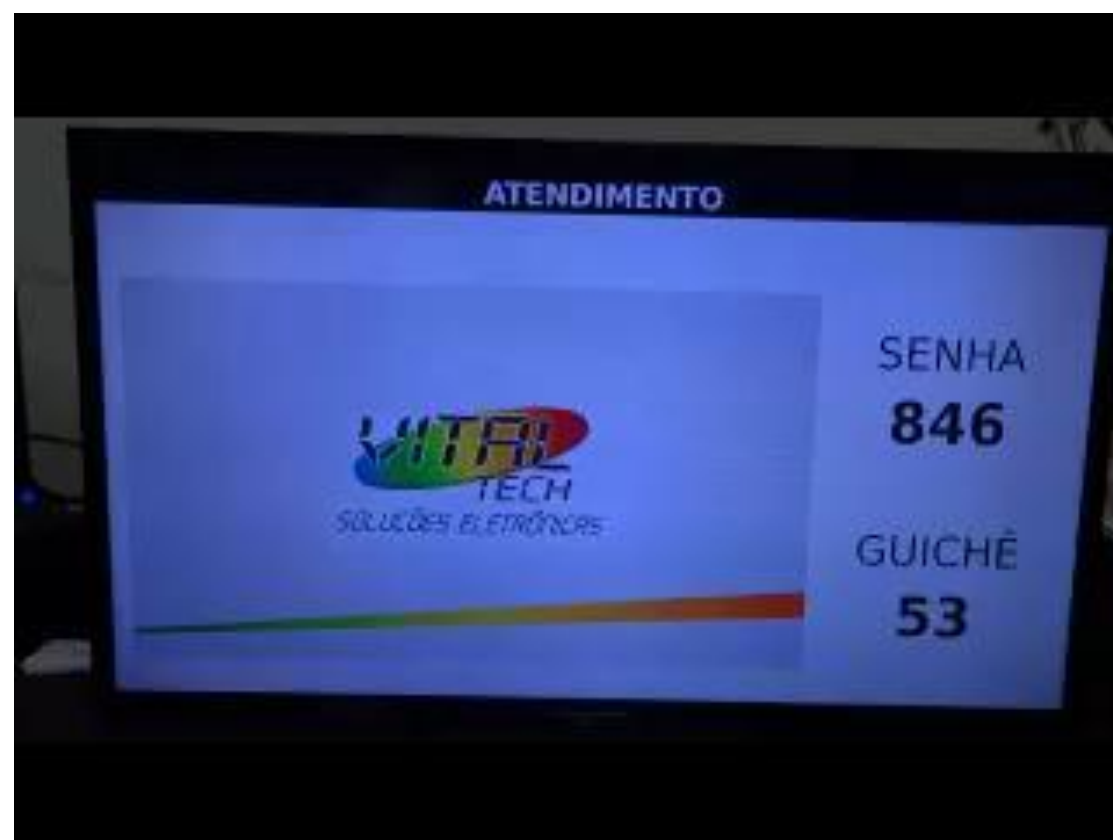 ATENDIMENTO
VITAL
TECH
SOLUÇÕES ELETRÔNICAS
SENHA
846
GUICHÊ
53